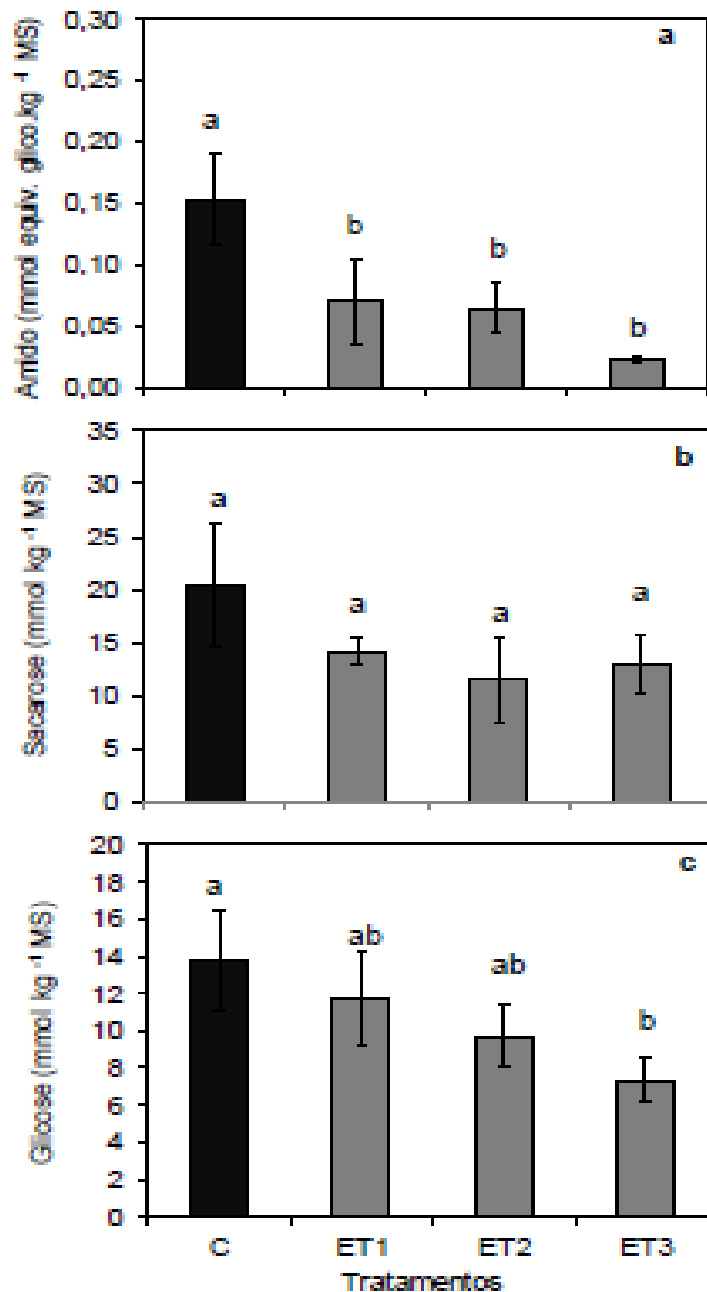 Amido (mmol equiv. glico.kg ⁻¹ MS)
0,30
0,25
0,20
0,15
0,10
0,05
0,00
a
a
b
b
b
Sacarose (mmol kg ⁻¹ MS)
35
30
25
20
15
10
5
0
b
a
a
a
a
Glicose (mmol kg ⁻¹ MS)
20
18
16
14
12
10
8
6
4
2
0
c
a
ab
ab
b
C ET1 ET2 ET3
Tratamentos